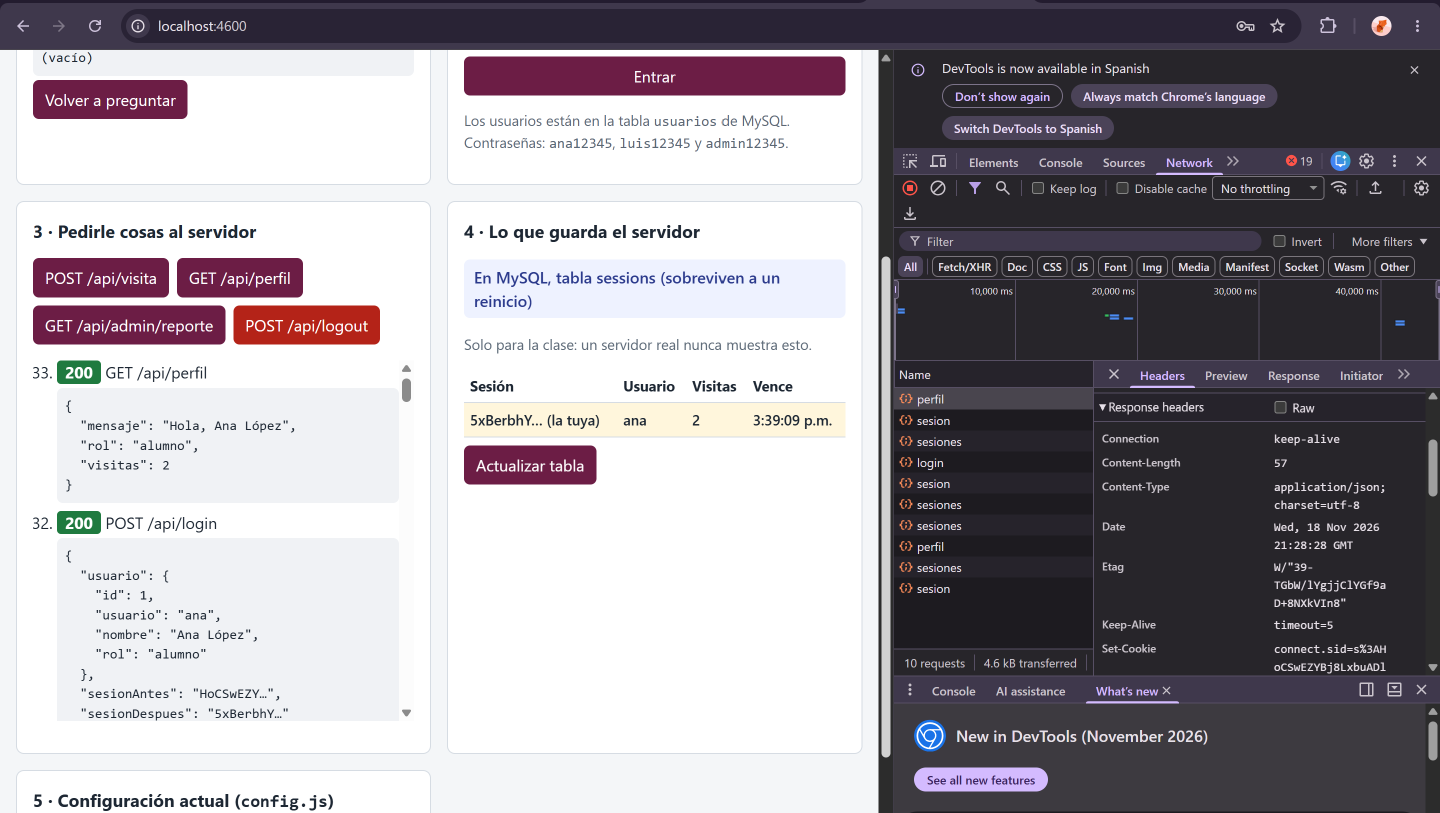 localhost:4600
(vacío)
Volver a preguntar
Entrar
Los usuarios están en la tabla usuarios de MySQL.
Contraseñas: ana12345, luis12345 y admin12345.
3 · Pedirle cosas al servidor
POST /api/visita
GET /api/perfil
GET /api/admin/reporte
POST /api/logout
33. 200 GET /api/perfil
{
"mensaje": "Hola, Ana López",
"rol": "alumno",
"visitas": 2
}
32. 200 POST /api/login
{
"usuario": {
"id": 1,
"usuario": "ana",
"nombre": "Ana López",
"rol": "alumno"
},
"sesionAntes": "HoCSwEZY…",
"sesionDespues": "5xBerbhY…"
4 · Lo que guarda el servidor
En MySQL, tabla sessions (sobreviven a un
reinicio)
Solo para la clase: un servidor real nunca muestra esto.
Sesión Usuario Visitas Vence
5xBerbhY… (la tuya) ana 2 3:39:09 p.m.
Actualizar tabla
5 · Configuración actual (config.js)
DevTools is now available in Spanish
Don't show again
Always match Chrome's language
Switch DevTools to Spanish
Elements Console Sources Network 19
Keep log Disable cache No throttling
Filter Invert More filters
All Fetch/XHR Doc CSS JS Font Img Media Manifest Socket Wasm Other
10,000 ms 20,000 ms 30,000 ms 40,000 ms
Name
perfil
sesion
sesiones
login
sesion
sesiones
sesiones
perfil
sesiones
sesion
10 requests 4.6 kB transferred
Headers Preview Response Initiator
Response headers Raw
Connection keep-alive
Content-Length 57
Content-Type application/json;
charset=utf-8
Date Wed, 18 Nov 2026
21:28:28 GMT
Etag W/"39-
TGbW/lYgjjClYGf9a
D+8NXkVIn8"
Keep-Alive timeout=5
Set-Cookie connect.sid=s%3AH
oCSwEZYBj8LxbuADl
Console AI assistance What's new
New in DevTools (November 2026)
See all new features